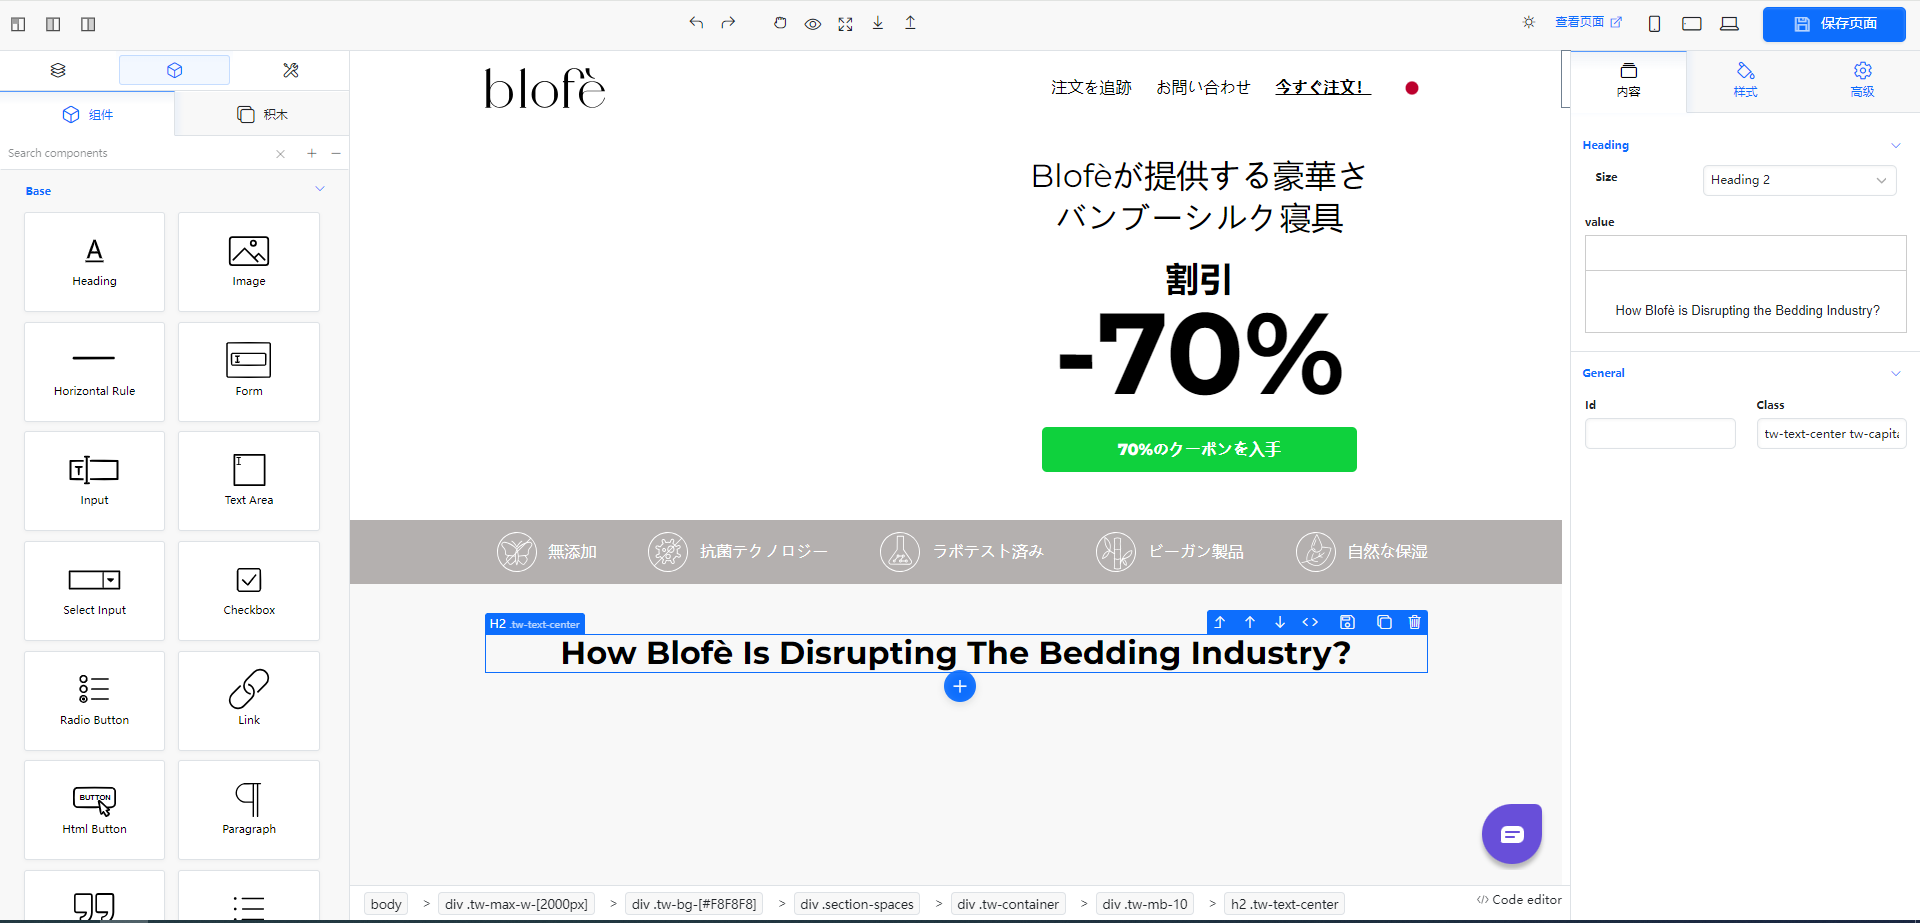 查看页面
保存页面
组件
积木
Search components
Base
Heading
Image
Horizontal Rule
Form
Input
Text Area
Select Input
Checkbox
Radio Button
Link
BUTTON
Html Button
Paragraph
blofè
注文を追跡 お問い合わせ 今すぐ注文！
Blofèが提供する豪華さ
バンブーシルク寝具
割引
-70%
70%のクーポンを入手
無添加 抗菌テクノロジー ラボテスト済み ビーガン製品 自然な保湿
H2 .tw-text-center
How Blofè Is Disrupting The Bedding Industry?
body > div .tw-max-w-[2000px] > div .tw-bg-[#F8F8F8] > div .section-spaces > div .tw-container > div .tw-mb-10 > h2 .tw-text-center
Code editor
内容 样式 高级
Heading
Size Heading 2
value
How Blofè is Disrupting the Bedding Industry?
General
Id Class
tw-text-center tw-capita